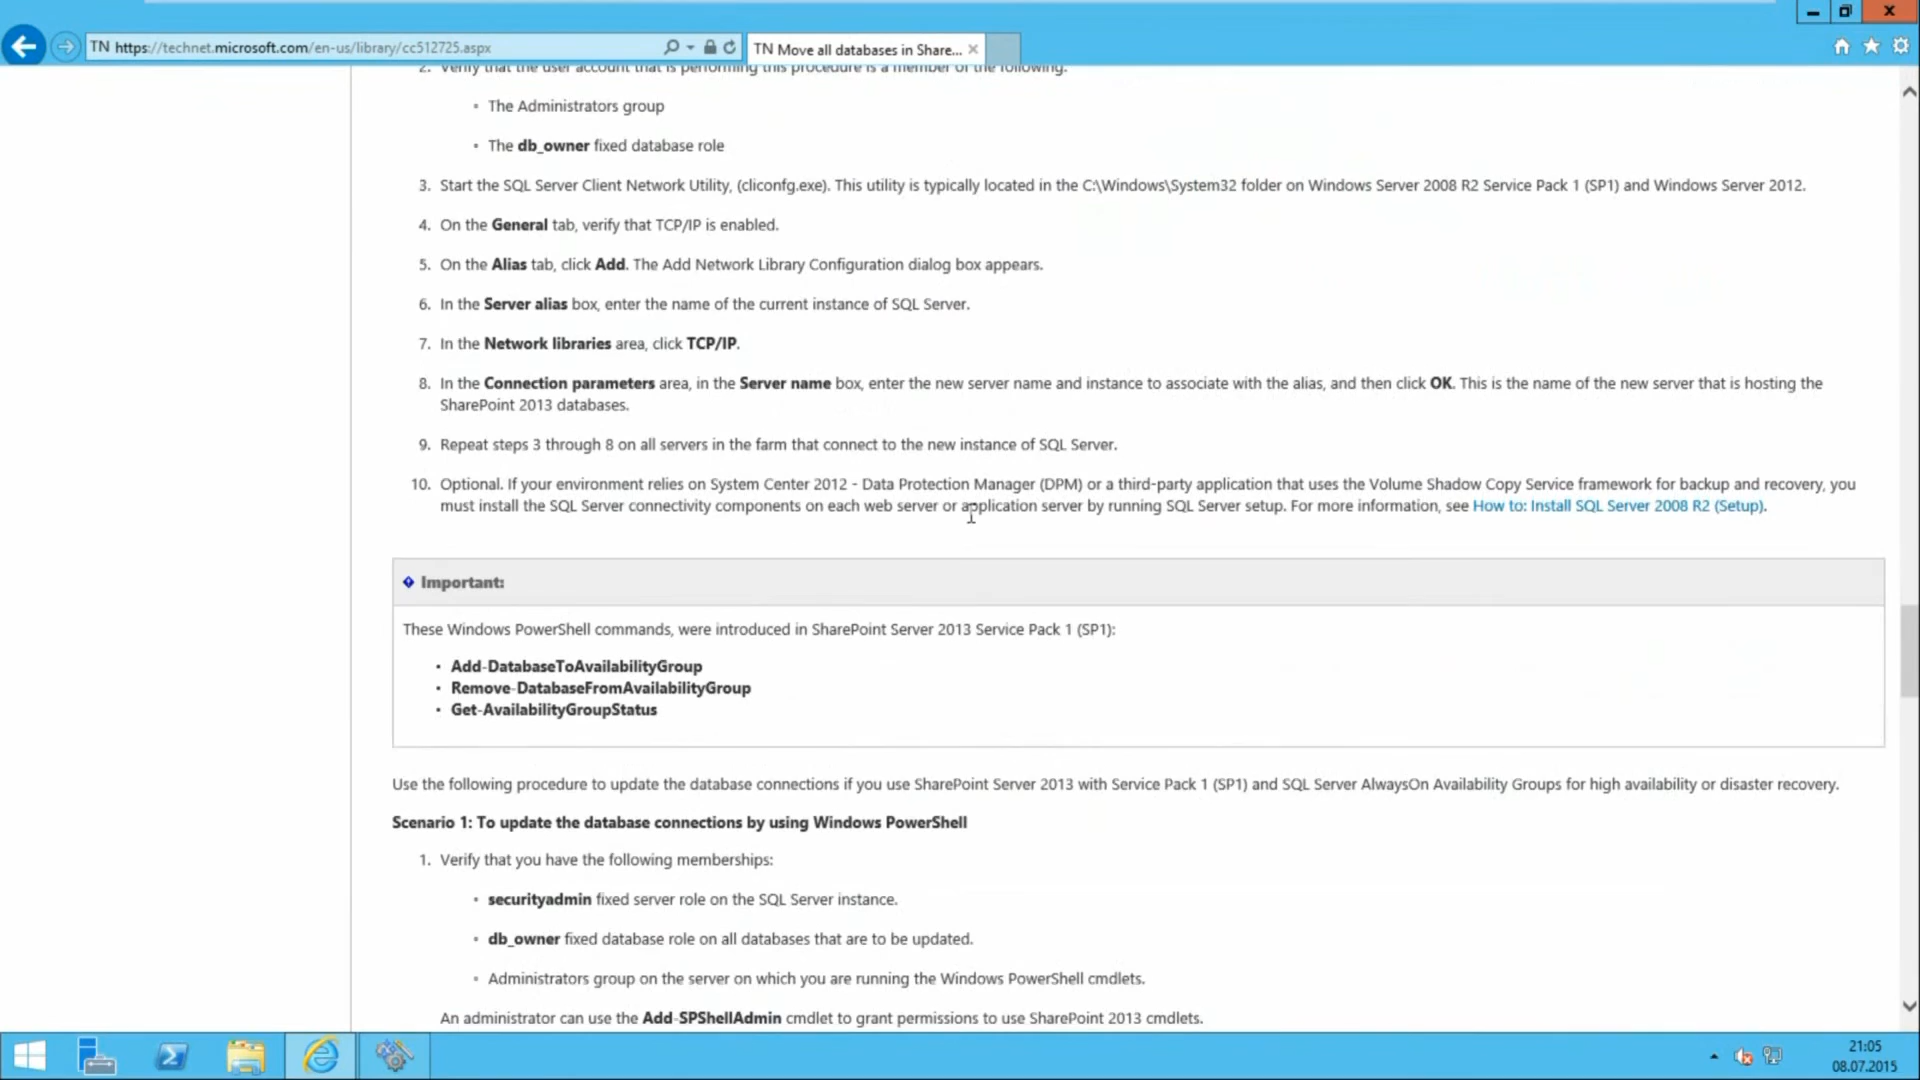 TN https://technet.microsoft.com/en-us/library/cc512725.aspx
TN Move all databases in Share...
2. Verify that the user account that is performing this procedure is a member of the following:
▪ The Administrators group
▪ The db_owner fixed database role
3. Start the SQL Server Client Network Utility, (cliconfg.exe). This utility is typically located in the C:\Windows\System32 folder on Windows Server 2008 R2 Service Pack 1 (SP1) and Windows Server 2012.
4. On the General tab, verify that TCP/IP is enabled.
5. On the Alias tab, click Add. The Add Network Library Configuration dialog box appears.
6. In the Server alias box, enter the name of the current instance of SQL Server.
7. In the Network libraries area, click TCP/IP.
8. In the Connection parameters area, in the Server name box, enter the new server name and instance to associate with the alias, and then click OK. This is the name of the new server that is hosting the
SharePoint 2013 databases.
9. Repeat steps 3 through 8 on all servers in the farm that connect to the new instance of SQL Server.
10. Optional. If your environment relies on System Center 2012 - Data Protection Manager (DPM) or a third-party application that uses the Volume Shadow Copy Service framework for backup and recovery, you
must install the SQL Server connectivity components on each web server or application server by running SQL Server setup. For more information, see How to: Install SQL Server 2008 R2 (Setup).
Important:
These Windows PowerShell commands, were introduced in SharePoint Server 2013 Service Pack 1 (SP1):
• Add-DatabaseToAvailabilityGroup
• Remove-DatabaseFromAvailabilityGroup
• Get-AvailabilityGroupStatus
Use the following procedure to update the database connections if you use SharePoint Server 2013 with Service Pack 1 (SP1) and SQL Server AlwaysOn Availability Groups for high availability or disaster recovery.
Scenario 1: To update the database connections by using Windows PowerShell
1. Verify that you have the following memberships:
▪ securityadmin fixed server role on the SQL Server instance.
▪ db_owner fixed database role on all databases that are to be updated.
▪ Administrators group on the server on which you are running the Windows PowerShell cmdlets.
An administrator can use the Add-SPShellAdmin cmdlet to grant permissions to use SharePoint 2013 cmdlets.
21:05
08.07.2015